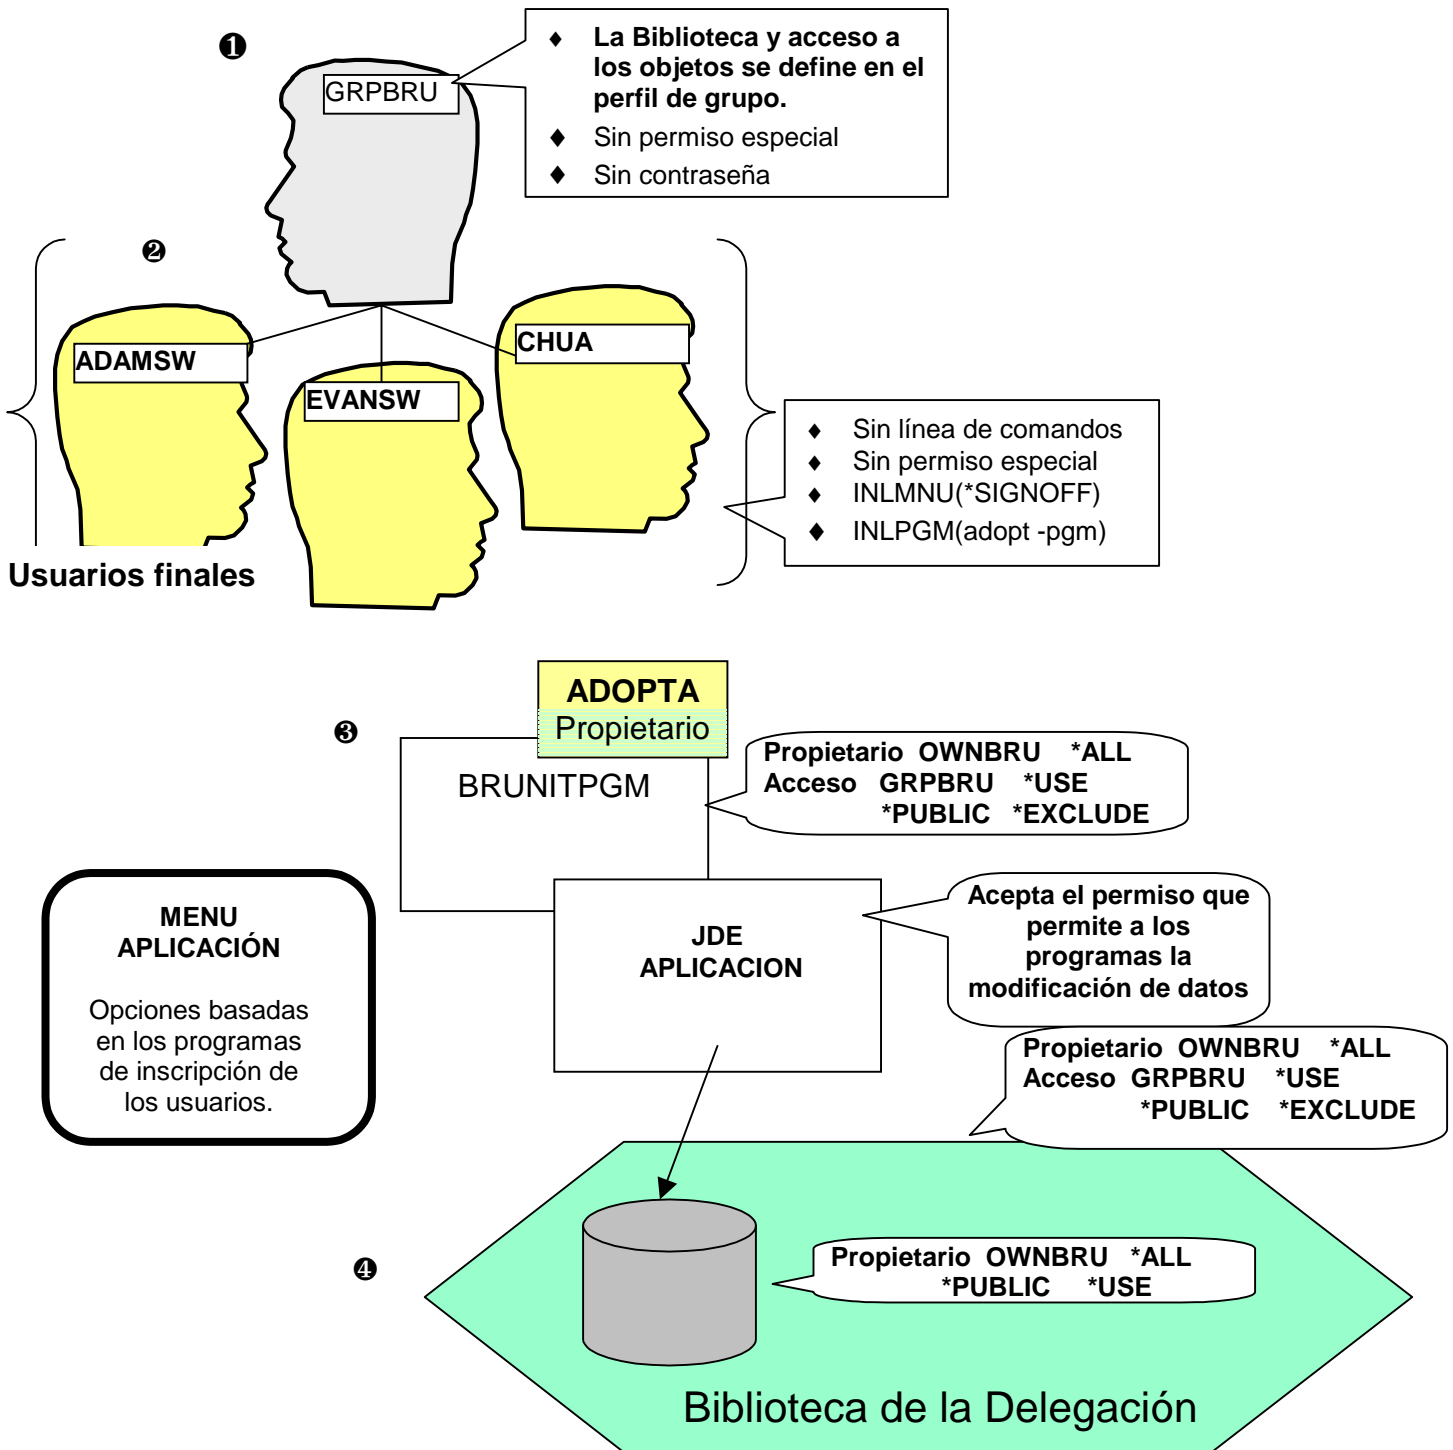 ❶
GRPBRU
♦ La Biblioteca y acceso a
los objetos se define en el
perfil de grupo.
♦ Sin permiso especial
♦ Sin contraseña
❷
ADAMSW
EVANSW
CHUA
♦ Sin línea de comandos
♦ Sin permiso especial
♦ INLMNU(*SIGNOFF)
♦ INLPGM(adopt -pgm)
Usuarios finales
❸
ADOPTA
Propietario
BRUNITPGM
Propietario OWNBRU *ALL
Acceso GRPBRU *USE
*PUBLIC *EXCLUDE
MENU
APLICACIÓN
Opciones basadas
en los programas
de inscripción de
los usuarios.
JDE
APLICACION
Acepta el permiso que
permite a los
programas la
modificación de datos
Propietario OWNBRU *ALL
Acceso GRPBRU *USE
*PUBLIC *EXCLUDE
❹
Propietario OWNBRU *ALL
*PUBLIC *USE
Biblioteca de la Delegación